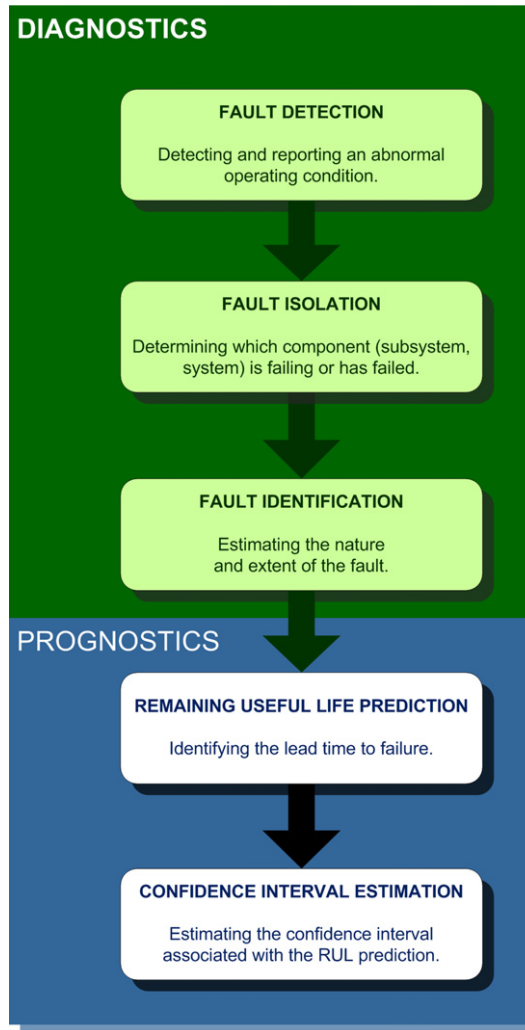 DIAGNOSTICS
FAULT DETECTION
Detecting and reporting an abnormal
operating condition.
FAULT ISOLATION
Determining which component (subsystem,
system) is failing or has failed.
FAULT IDENTIFICATION
Estimating the nature
and extent of the fault.
PROGNOSTICS
REMAINING USEFUL LIFE PREDICTION
Identifying the lead time to failure.
CONFIDENCE INTERVAL ESTIMATION
Estimating the confidence interval
associated with the RUL prediction.